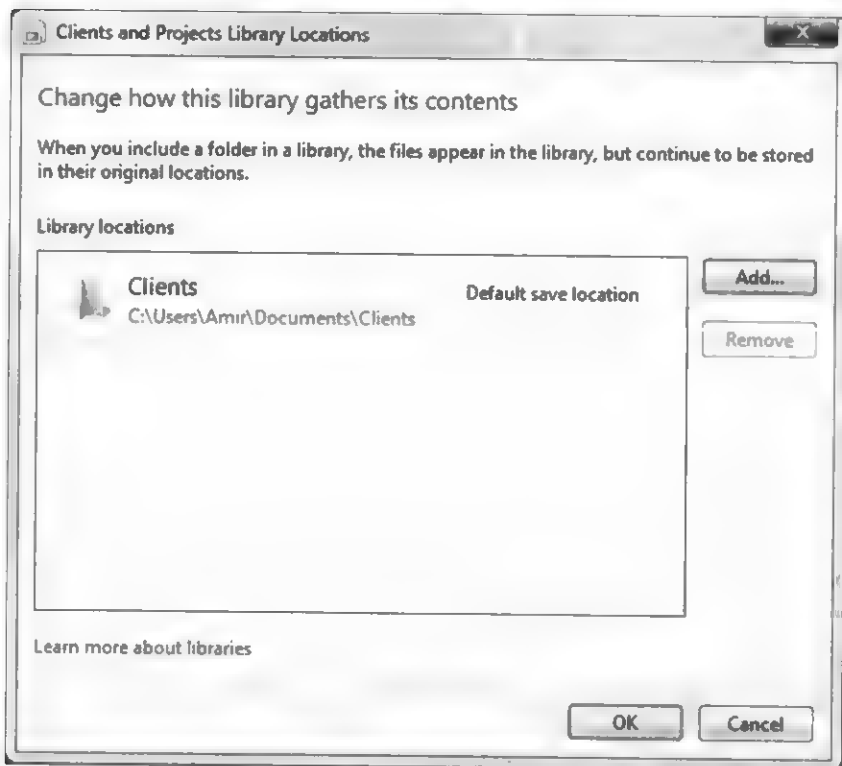 Clients and Projects Library Locations
Change how this library gathers its contents
When you include a folder in a library, the files appear in the library, but continue to be stored
in their original locations.
Library locations
Clients
Default save location
C:\Users\Amir\Documents\Clients
Add...
Remove
Learn more about libraries
OK
Cancel